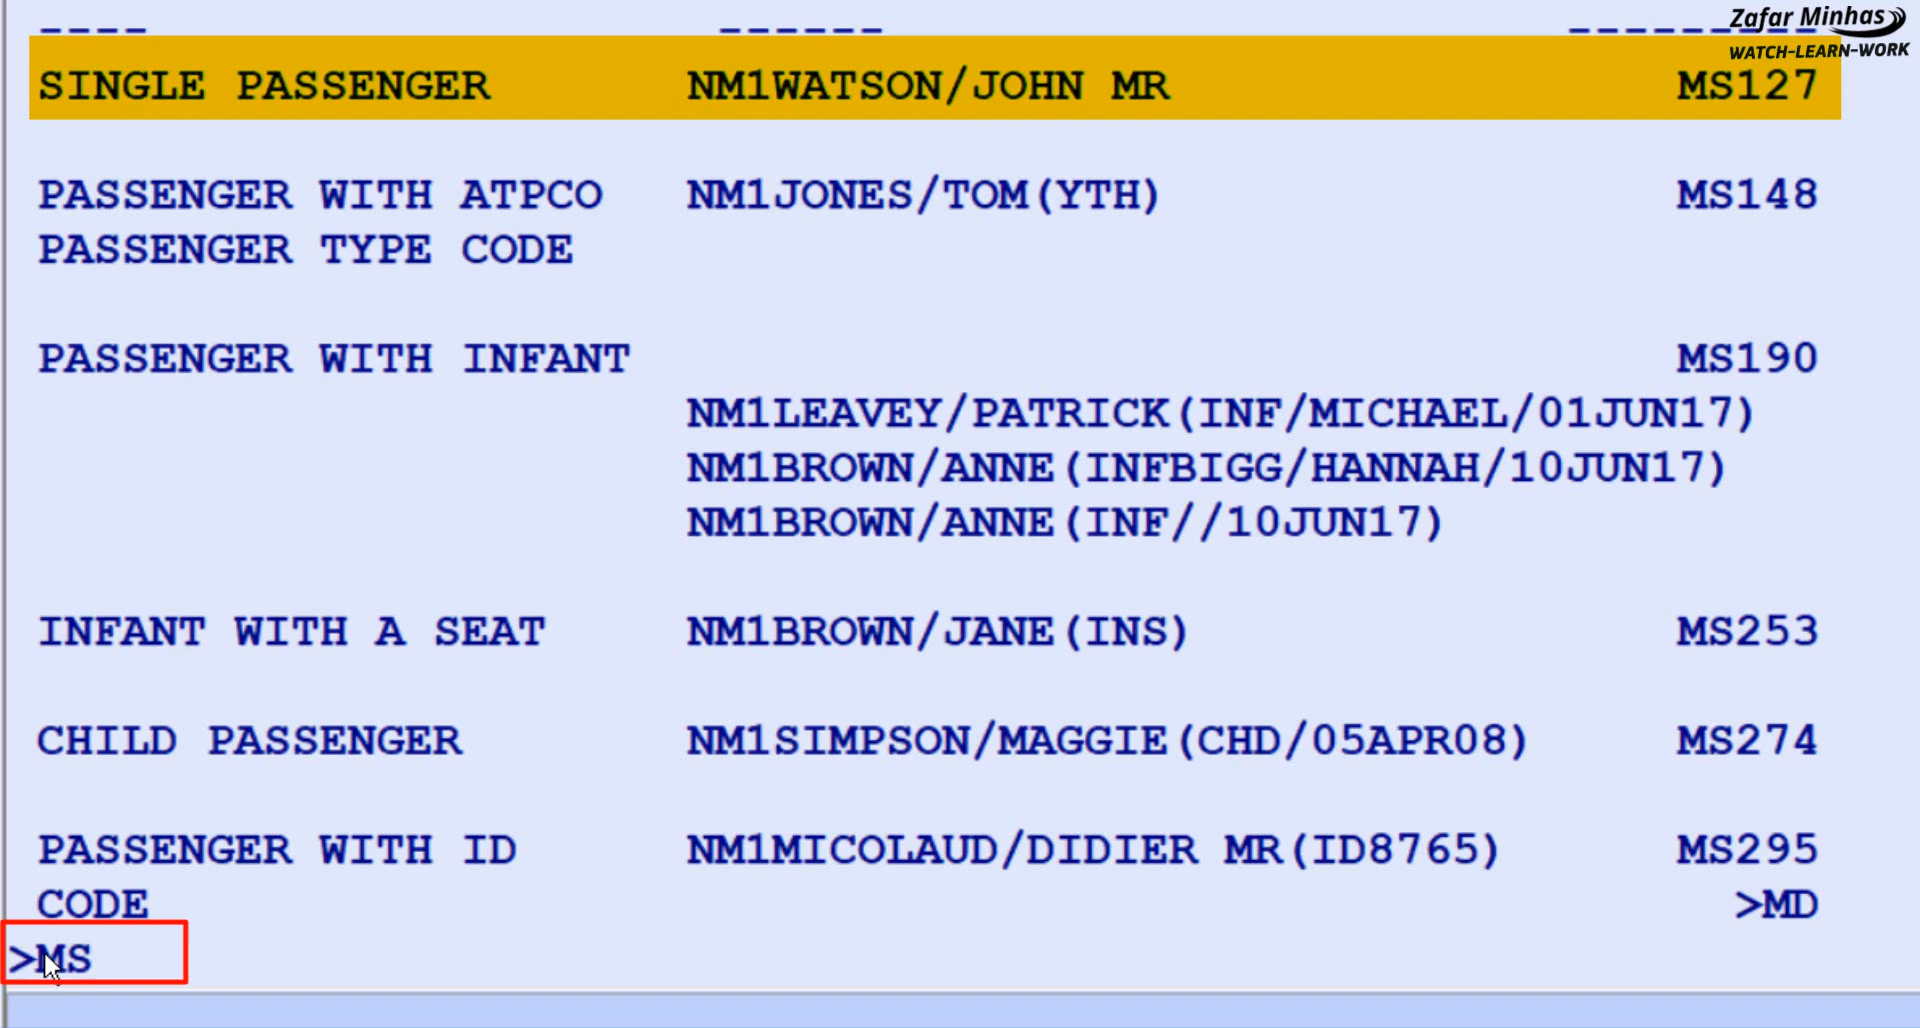 ---- ------ ---------
Zafar Minhas
WATCH-LEARN-WORK
SINGLE PASSENGER NM1WATSON/JOHN MR MS127
PASSENGER WITH ATPCO NM1JONES/TOM(YTH) MS148
PASSENGER TYPE CODE
PASSENGER WITH INFANT MS190
NM1LEAVEY/PATRICK(INF/MICHAEL/01JUN17)
NM1BROWN/ANNE(INFBIGG/HANNAH/10JUN17)
NM1BROWN/ANNE(INF//10JUN17)
INFANT WITH A SEAT NM1BROWN/JANE(INS) MS253
CHILD PASSENGER NM1SIMPSON/MAGGIE(CHD/05APR08) MS274
PASSENGER WITH ID NM1MICOLAUD/DIDIER MR(ID8765) MS295
CODE >MD
>MS